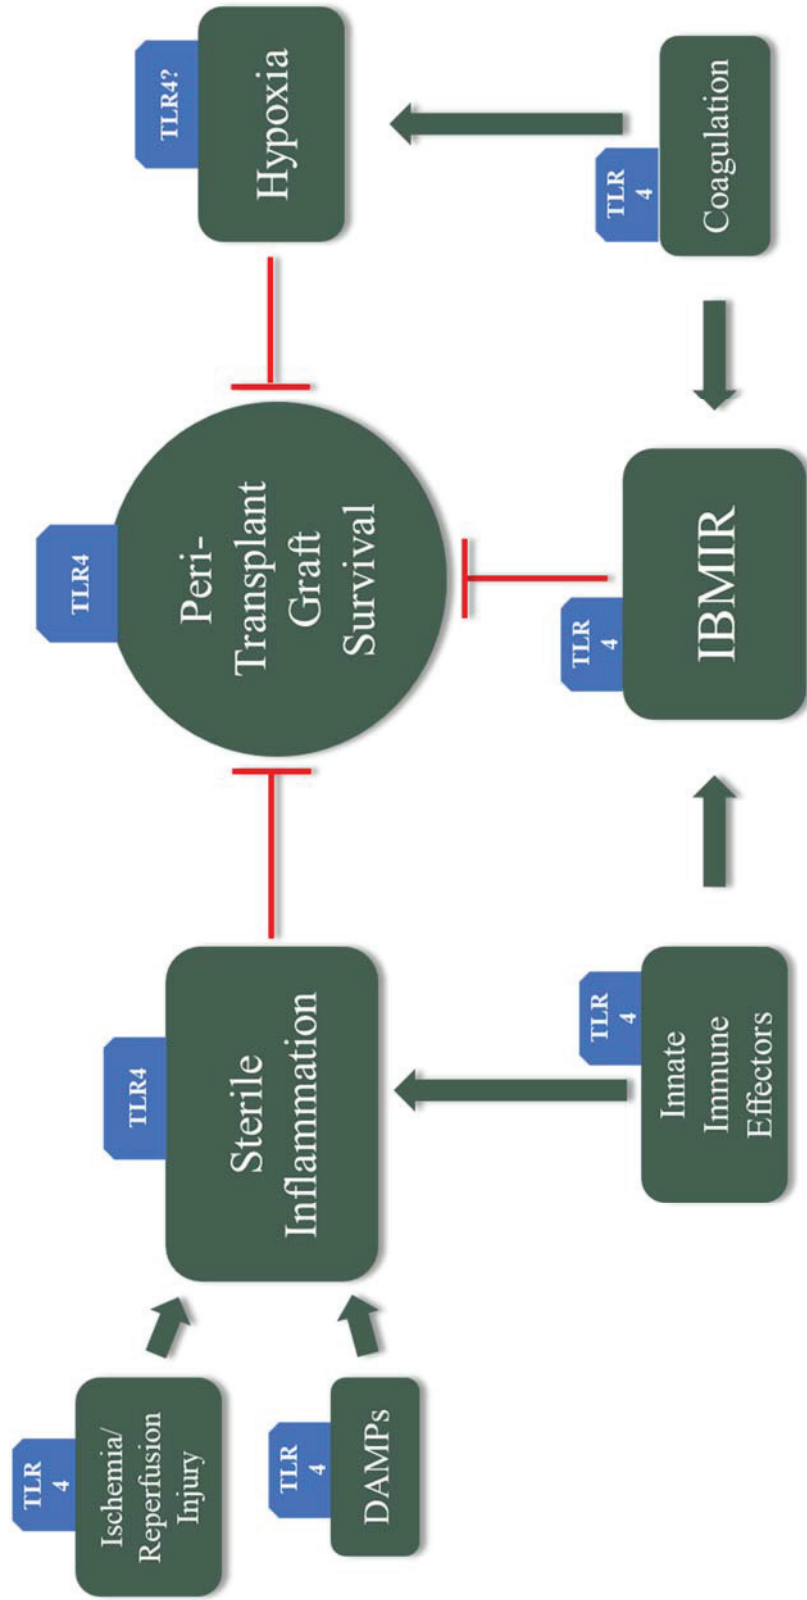 TLR
4
Ischemia/
Reperfusion
Injury
TLR
4
DAMPs
TLR4
Sterile
Inflammation
TLR
4
Innate
Immune
Effectors
TLR4
Peri-
Transplant
Graft
Survival
TLR
4
IBMIR
TLR4?
Hypoxia
TLR
4
Coagulation